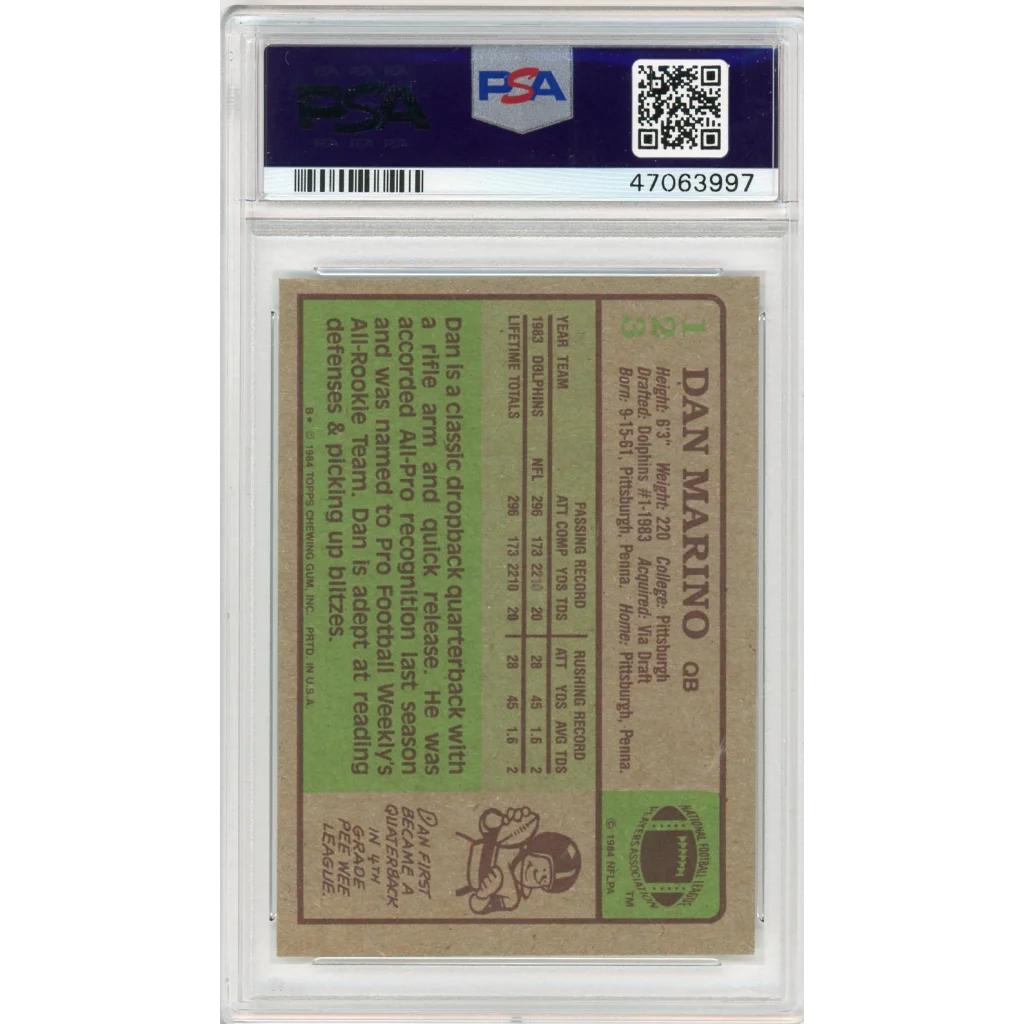 PSA
PSA
47063997
123
DAN MARINO QB
Height: 6'3" Weight: 220 College: Pittsburgh
Drafted: Dolphins #1-1983 Acquired: Via Draft
Born: 9-15-61, Pittsburgh, Penna. Home: Pittsburgh, Penna.
NATIONAL FOOTBALL LEAGUE
PLAYERS ASSOCIATION
TM
© 1984 NFLPA
PASSING RECORD RUSHING RECORD
YEAR TEAM ATT COMP YDS TDS ATT YDS AVG TDS
1983 DOLPHINS NFL 296 173 2210 20 28 45 1.6 2
LIFETIME TOTALS 296 173 2210 20 28 45 1.6 2
Dan is a classic dropback quarterback with
a rifle arm and quick release. He was
accorded All-Pro recognition last season
and was named to Pro Football Weekly's
All-Rookie Team. Dan is adept at reading
defenses & picking up blitzes.
DAN FIRST
BECAME A
QUATERBACK
IN 4TH
GRADE
PEE WEE
LEAGUE.
B* © 1984 TOPPS CHEWING GUM, INC. PRTD. IN U.S.A.